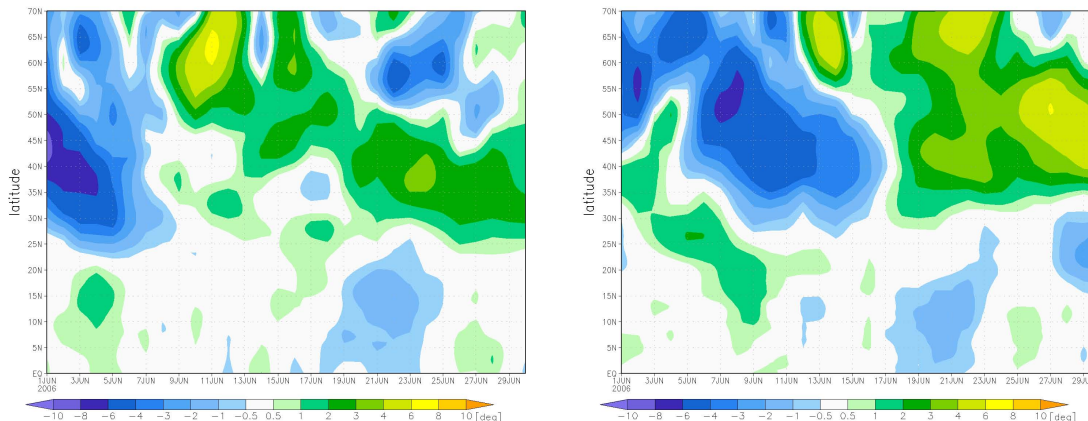 70N
65N
60N
55N
50N
45N
40N
35N
30N
25N
20N
15N
10N
5N
EQ
latitude
1JUN 3JUN 5JUN 7JUN 9JUN 11JUN 13JUN 15JUN 17JUN 19JUN 21JUN 23JUN 25JUN 27JUN 29JUN
2006
-10 -8 -6 -4 -3 -2 -1 -0.5 0.5 1 2 3 4 6 8 10 [deg]
70N
65N
60N
55N
50N
45N
40N
35N
30N
25N
20N
15N
10N
5N
EQ
latitude
1JUN 3JUN 5JUN 7JUN 9JUN 11JUN 13JUN 15JUN 17JUN 19JUN 21JUN 23JUN 25JUN 27JUN 29JUN
2006
-10 -8 -6 -4 -3 -2 -1 -0.5 0.5 1 2 3 4 6 8 10 [deg]